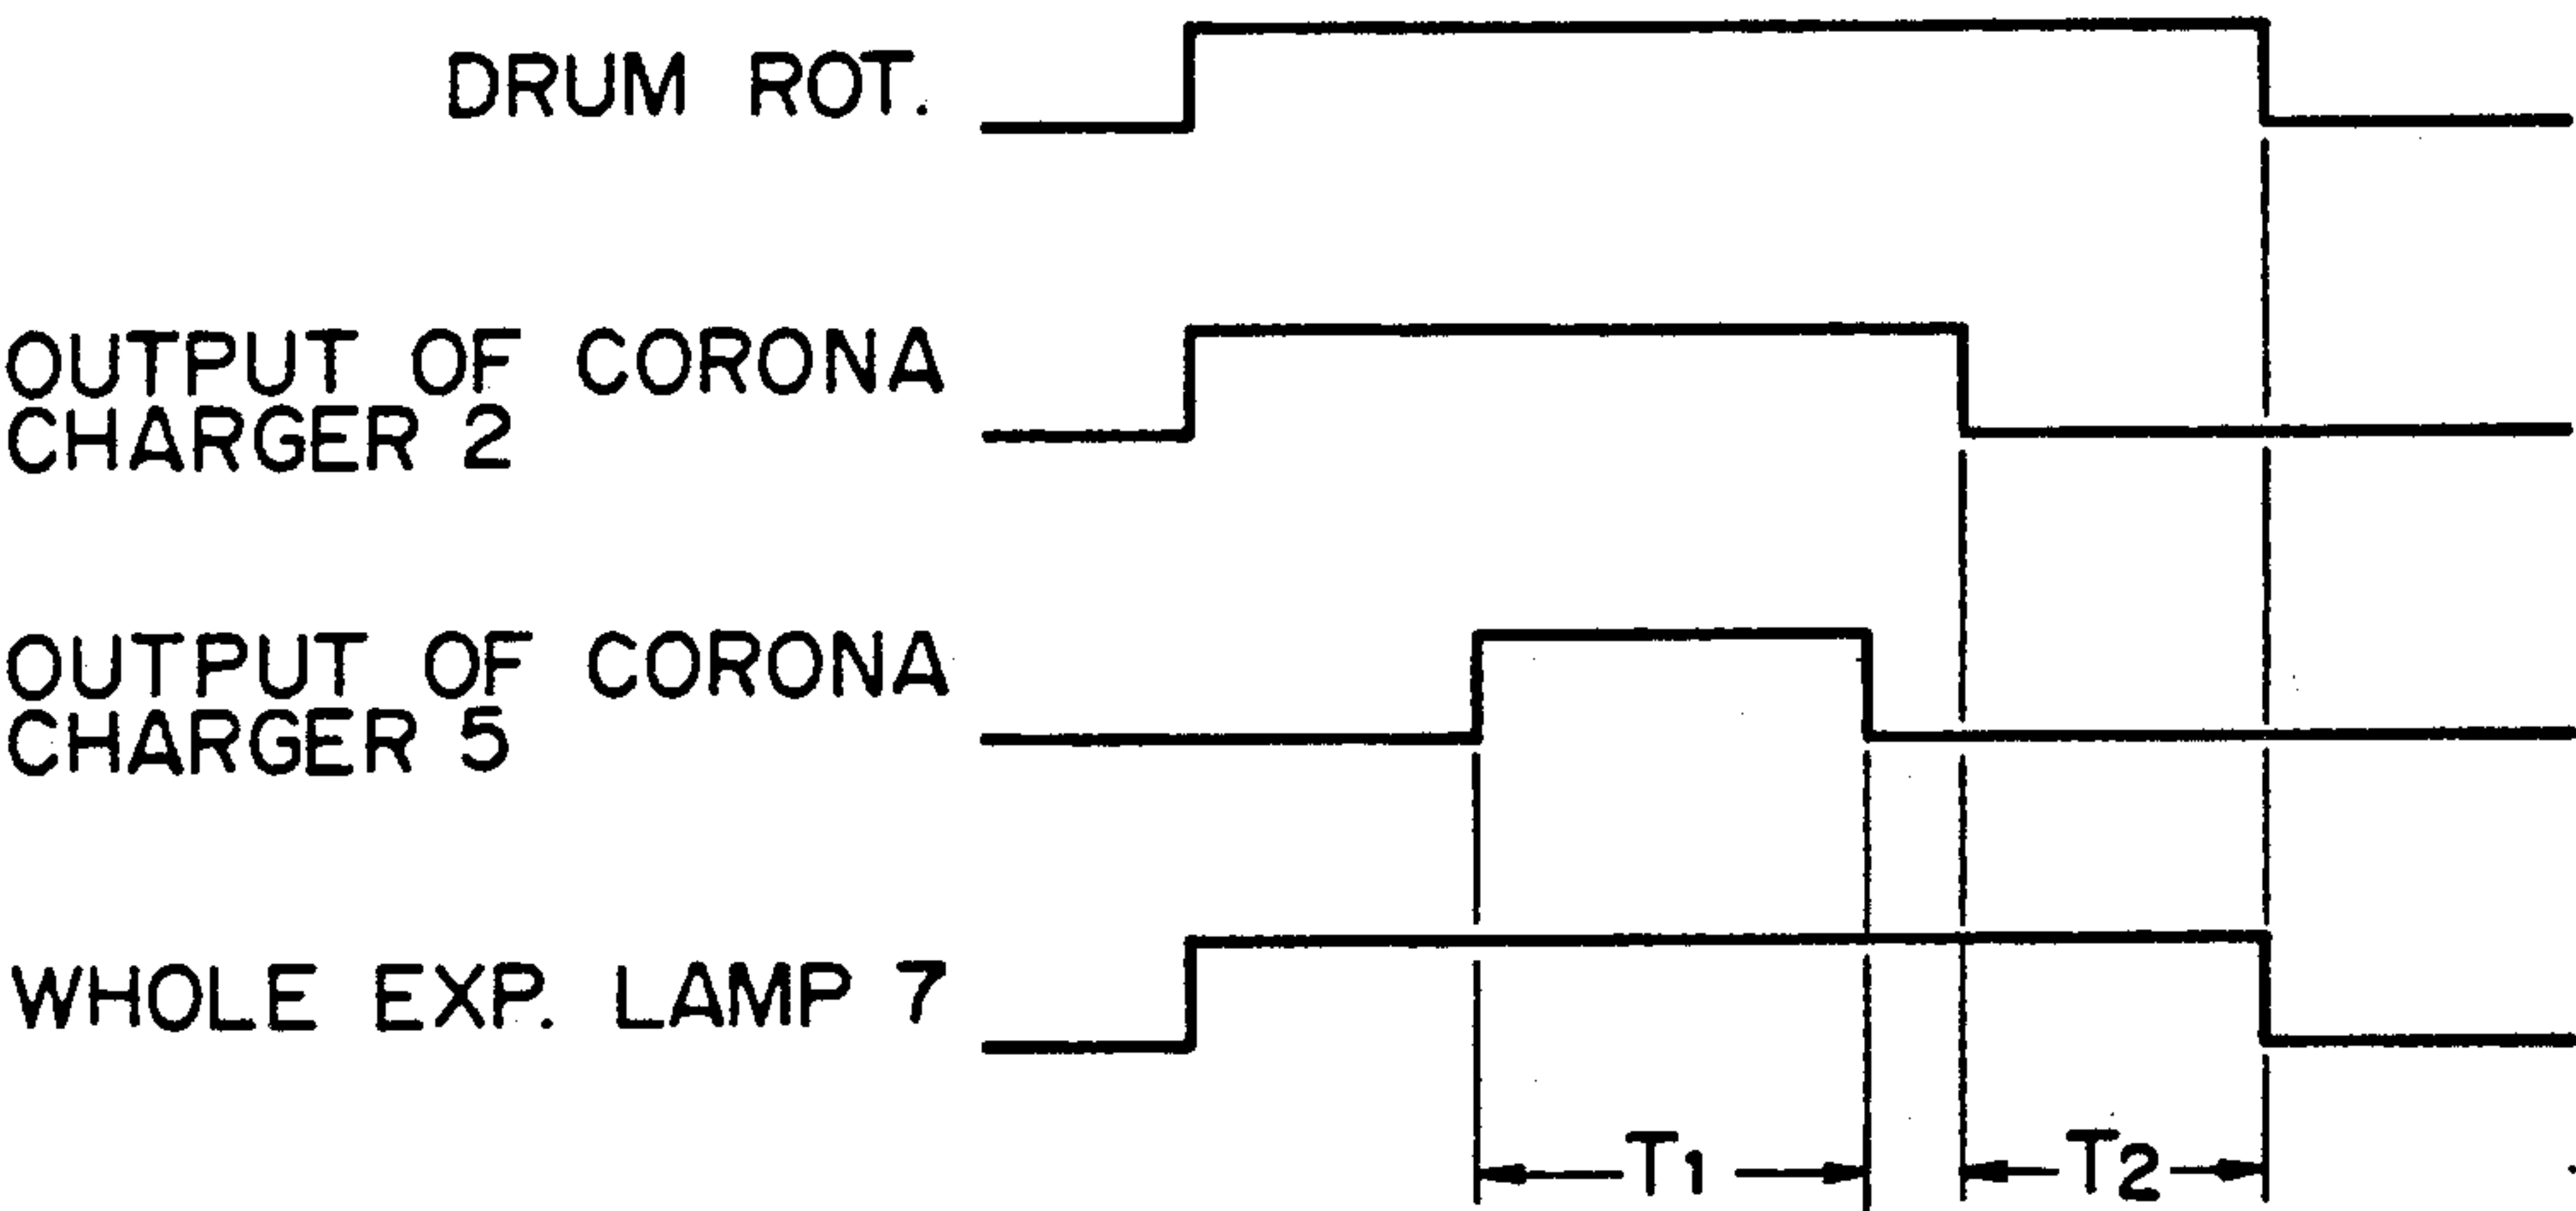 DRUM ROT.
OUTPUT OF CORONA
CHARGER 2
OUTPUT OF CORONA
CHARGER 5
WHOLE EXP. LAMP 7
T1
T2